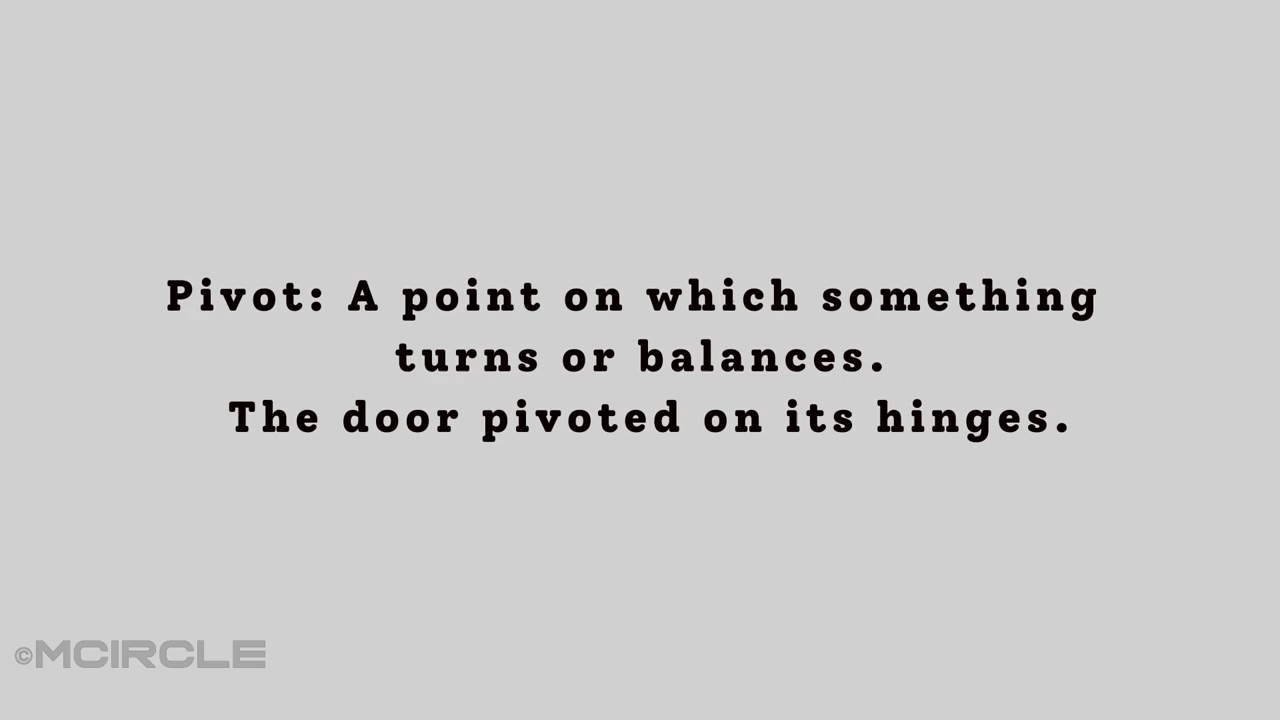 Pivot: A point on which something
turns or balances.
The door pivoted on its hinges.
©MCIRCLE